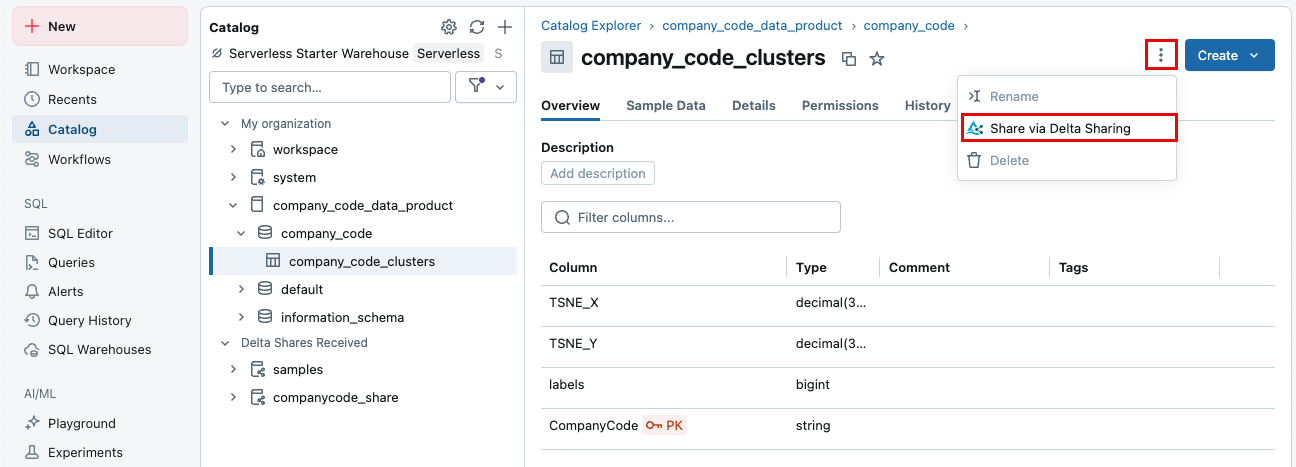 New
Workspace
Recents
Catalog
Workflows
SQL
SQL Editor
Queries
Alerts
Query History
SQL Warehouses
AI/ML
Playground
Experiments
Catalog
Serverless Starter Warehouse Serverless S
Type to search...
My organization
workspace
system
company_code_data_product
company_code
company_code_clusters
default
information_schema
Delta Shares Received
samples
companycode_share
Catalog Explorer > company_code_data_product > company_code >
company_code_clusters
Create
Overview Sample Data Details Permissions History
Rename
Share via Delta Sharing
Delete
Description
Add description
Filter columns...
Column Type Comment Tags
TSNE_X decimal(3...
TSNE_Y decimal(3...
labels bigint
CompanyCode PK string